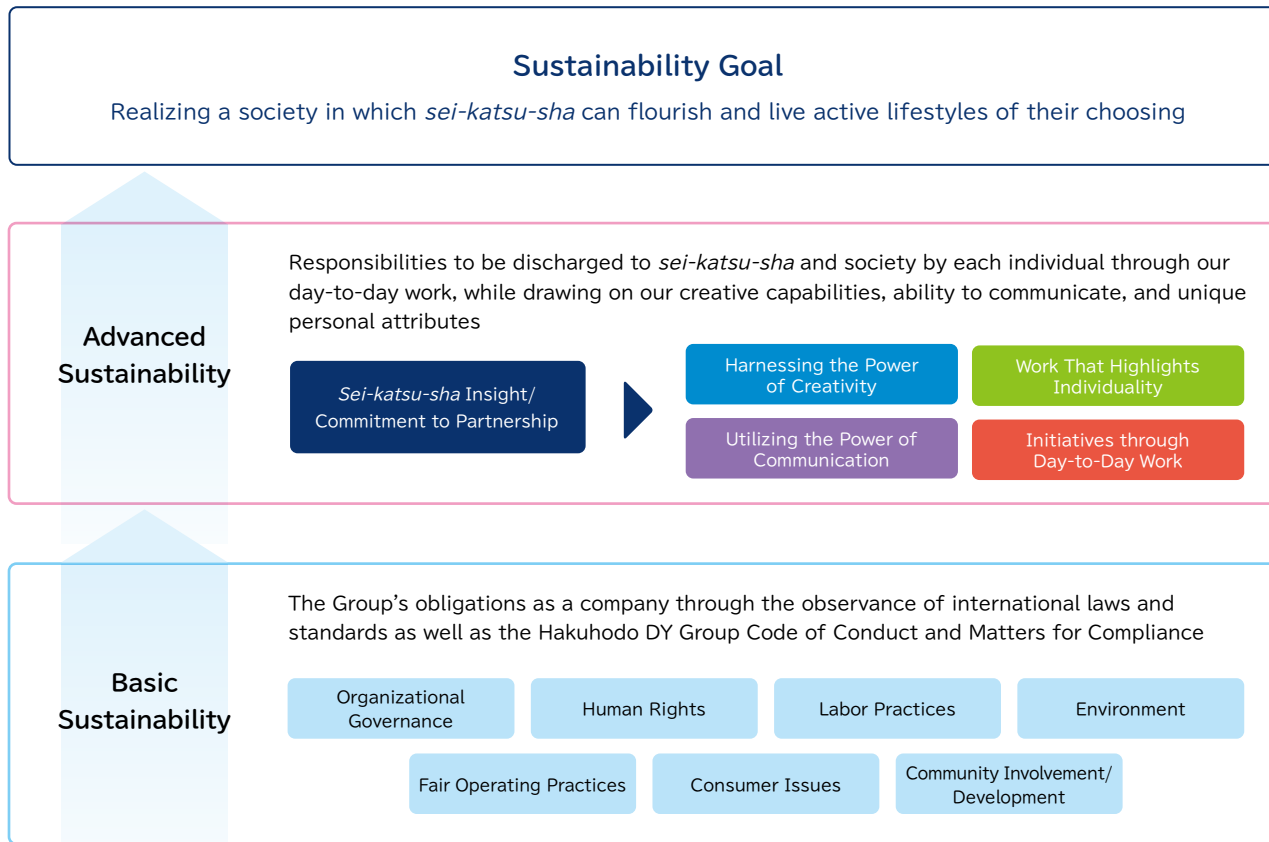 Sustainability Goal
Realizing a society in which sei-katsu-sha can flourish and live active lifestyles of their choosing
Advanced
Sustainability
Responsibilities to be discharged to sei-katsu-sha and society by each individual through our
day-to-day work, while drawing on our creative capabilities, ability to communicate, and unique
personal attributes
Sei-katsu-sha Insight/
Commitment to Partnership
Harnessing the Power
of Creativity
Work That Highlights
Individuality
Utilizing the Power of
Communication
Initiatives through
Day-to-Day Work
Basic
Sustainability
The Group’s obligations as a company through the observance of international laws and
standards as well as the Hakuhodo DY Group Code of Conduct and Matters for Compliance
Organizational
Governance
Human Rights
Labor Practices
Environment
Fair Operating Practices
Consumer Issues
Community Involvement/
Development